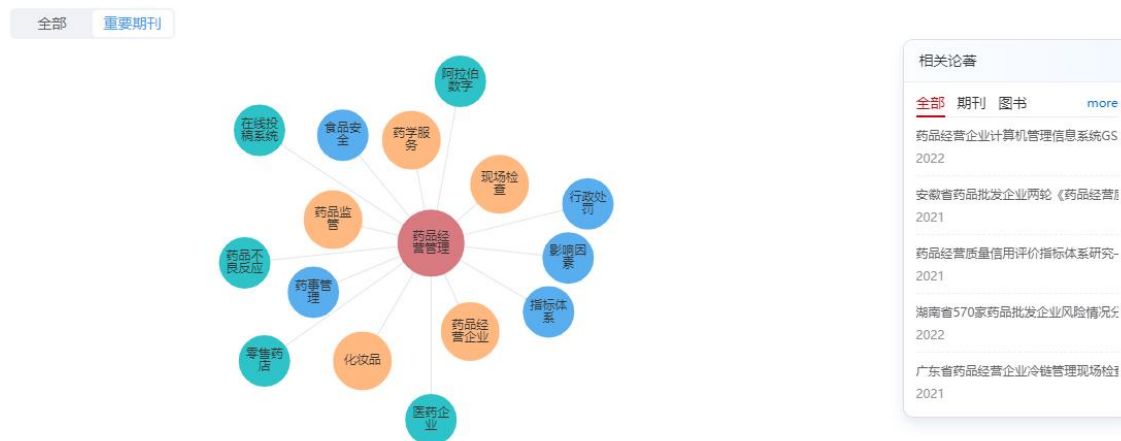 全部
重要期刊
阿拉伯
数字
在线投
稿系统
食品安
全
药学服
务
现场检
查
行政处
罚
药品监
管
药品经
营管理
影响因
素
药品不
良反应
药事管
理
指标体
系
药品经
营企业
零售药
店
化妆品
医药企
业
相关论著
全部
期刊
图书
more
药品经营企业计算机管理信息系统GS
2022
安徽省药品批发企业两轮《药品经营
2021
药品经营质量信用评价指标体系研究
2021
湖南省570家药品批发企业风险情况分
2022
广东省药品经营企业冷链管理现场检查
2021